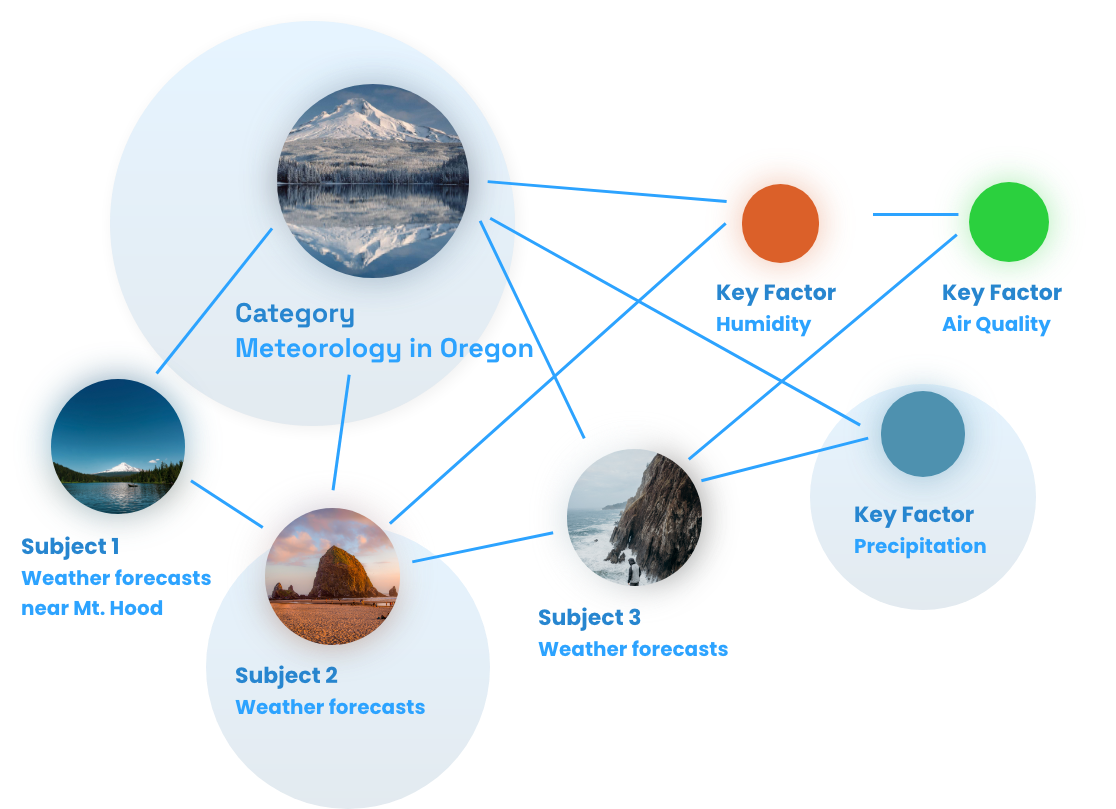 Category
Meteorology in Oregon
Key Factor
Humidity
Key Factor
Air Quality
Subject 1
Weather forecasts
near Mt. Hood
Key Factor
Precipitation
Subject 3
Weather forecasts
Subject 2
Weather forecasts